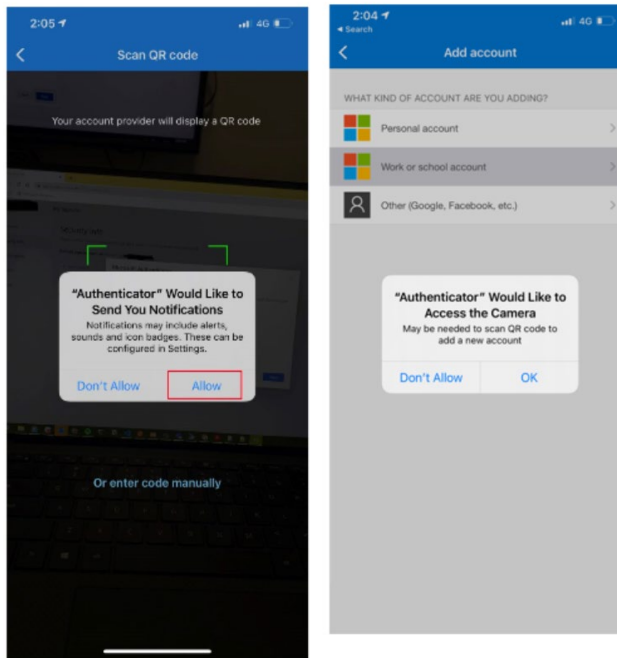 2:05
4G
Scan QR code
Your account provider will display a QR code
"Authenticator" Would Like to
Send You Notifications
Notifications may include alerts,
sounds and icon badges. These can be
configured in Settings.
Don't Allow
Allow
Or enter code manually
2:04
Search
4G
Add account
WHAT KIND OF ACCOUNT ARE YOU ADDING?
Personal account
Work or school account
Other (Google, Facebook, etc.)
"Authenticator" Would Like to
Access the Camera
May be needed to scan QR code to
add a new account
Don't Allow
OK